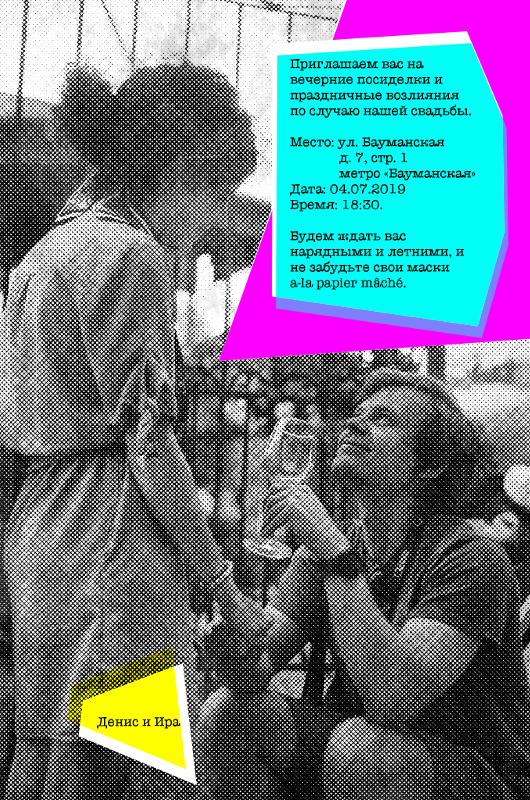 Приглашаем вас на
вечерние посиделки и
праздничные возлияния
по случаю нашей свадьбы.
Место: ул. Бауманская
д. 7, стр. 1
метро «Бауманская»
Дата: 04.07.2019
Время: 18:30.
Будем ждать вас
нарядными и летними, и
не забудьте свои маски
a-la papier mâché.
Денис и Ира